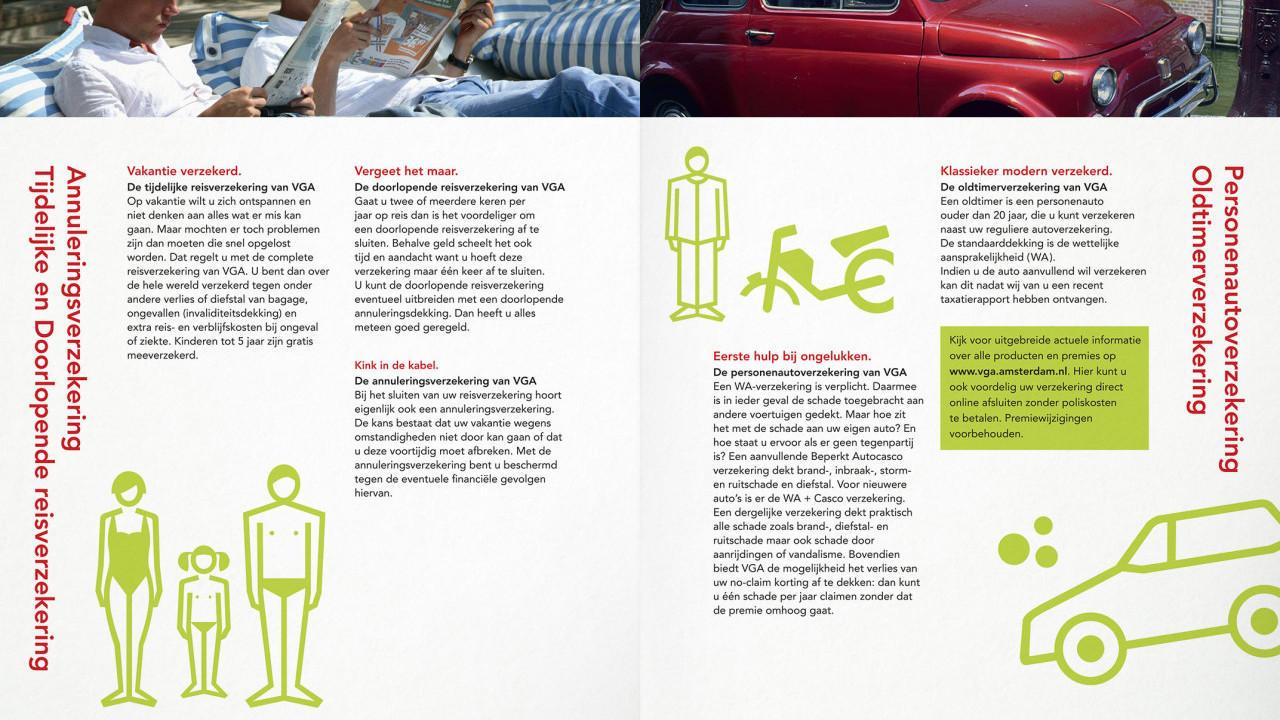 Annuleringsverzekering
Tijdelijke en Doorlopende reisverzekering
Vakantie verzekerd.
De tijdelijke reisverzekering van VGA
Op vakantie wilt u zich ontspannen en
niet denken aan alles wat er mis kan
gaan. Maar mochten er toch problemen
zijn dan moeten die snel opgelost
worden. Dat regelt u met de complete
reisverzekering van VGA. U bent dan over
de hele wereld verzekerd tegen onder
andere verlies of diefstal van bagage,
ongevallen (invaliditeitsdekking) en
extra reis- en verblijfskosten bij ongeval
of ziekte. Kinderen tot 5 jaar zijn gratis
meeverzekerd.
Vergeet het maar.
De doorlopende reisverzekering van VGA
Gaat u twee of meerdere keren per
jaar op reis dan is het voordeliger om
een doorlopende reisverzekering af te
sluiten. Behalve geld scheelt het ook
tijd en aandacht want u hoeft deze
verzekering maar één keer af te sluiten.
U kunt de doorlopende reisverzekering
eventueel uitbreiden met een doorlopende
annuleringsdekking. Dan heeft u alles
meteen goed geregeld.
Kink in de kabel.
De annuleringsverzekering van VGA
Bij het sluiten van uw reisverzekering hoort
eigenlijk ook een annuleringsverzekering.
De kans bestaat dat uw vakantie wegens
omstandigheden niet door kan gaan of dat
u deze voortijdig moet afbreken. Met de
annuleringsverzekering bent u beschermd
tegen de eventuele financiële gevolgen
hiervan.
Eerste hulp bij ongelukken.
De personenautoverzekering van VGA
Een WA-verzekering is verplicht. Daarmee
is in ieder geval de schade toegebracht aan
andere voertuigen gedekt. Maar hoe zit
het met de schade aan uw eigen auto? En
hoe staat u ervoor als er geen tegenpartij
is? Een aanvullende Beperkt Autocasco
verzekering dekt brand-, inbraak-, storm-
en ruitschade en diefstal. Voor nieuwere
auto's is er de WA + Casco verzekering.
Een dergelijke verzekering dekt praktisch
alle schade zoals brand-, diefstal- en
ruitschade maar ook schade door
aanrijdingen of vandalisme. Bovendien
biedt VGA de mogelijkheid het verlies van
uw no-claim korting af te dekken: dan kunt
u één schade per jaar claimen zonder dat
de premie omhoog gaat.
Klassieker modern verzekerd.
De oldtimerverzekering van VGA
Een oldtimer is een personenauto
ouder dan 20 jaar, die u kunt verzekeren
naast uw reguliere autoverzekering.
De standaarddekking is de wettelijke
aansprakelijkheid (WA).
Indien u de auto aanvullend wil verzekeren
kan dit nadat wij van u een recent
taxatierapport hebben ontvangen.
Kijk voor uitgebreide actuele informatie
over alle producten en premies op
www.vga.amsterdam.nl. Hier kunt u
ook voordelig uw verzekering direct
online afsluiten zonder poliskosten
te betalen. Premiewijzigingen
voorbehouden.
Personenautoverzekering
Oldtimerverzekering